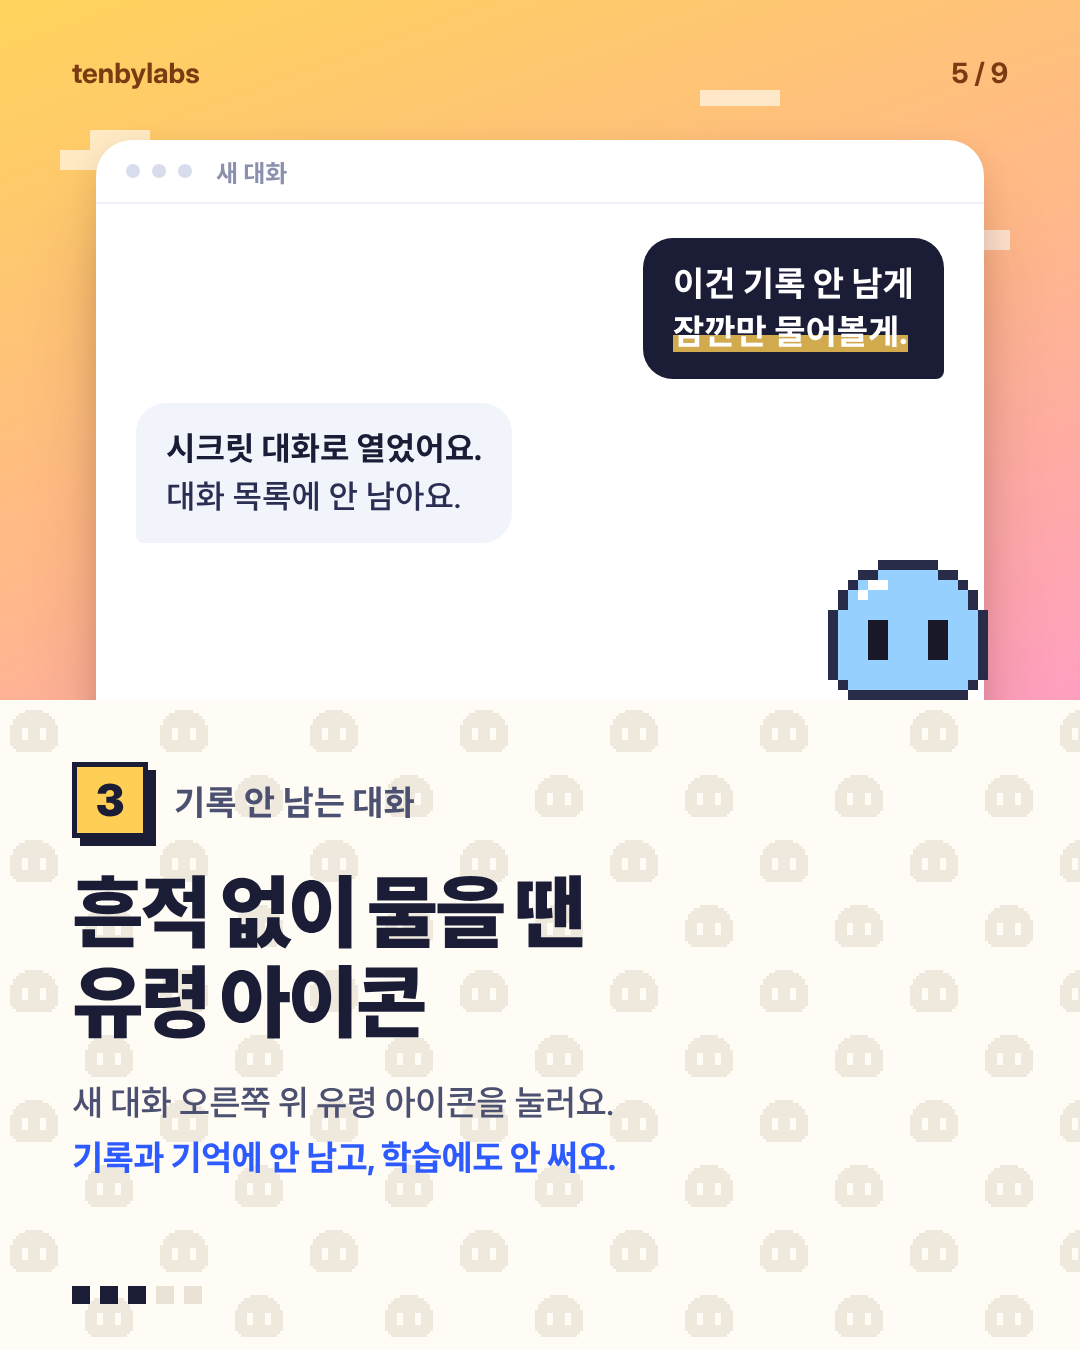 tenbylabs
5 / 9
새 대화
이건 기록 안 남게
잠깐만 물어볼게.
시크릿 대화로 열었어요.
대화 목록에 안 남아요.
3
기록 안 남는 대화
흔적 없이 물을 땐
유령 아이콘
새 대화 오른쪽 위 유령 아이콘을 눌러요.
기록과 기억에 안 남고, 학습에도 안 써요.